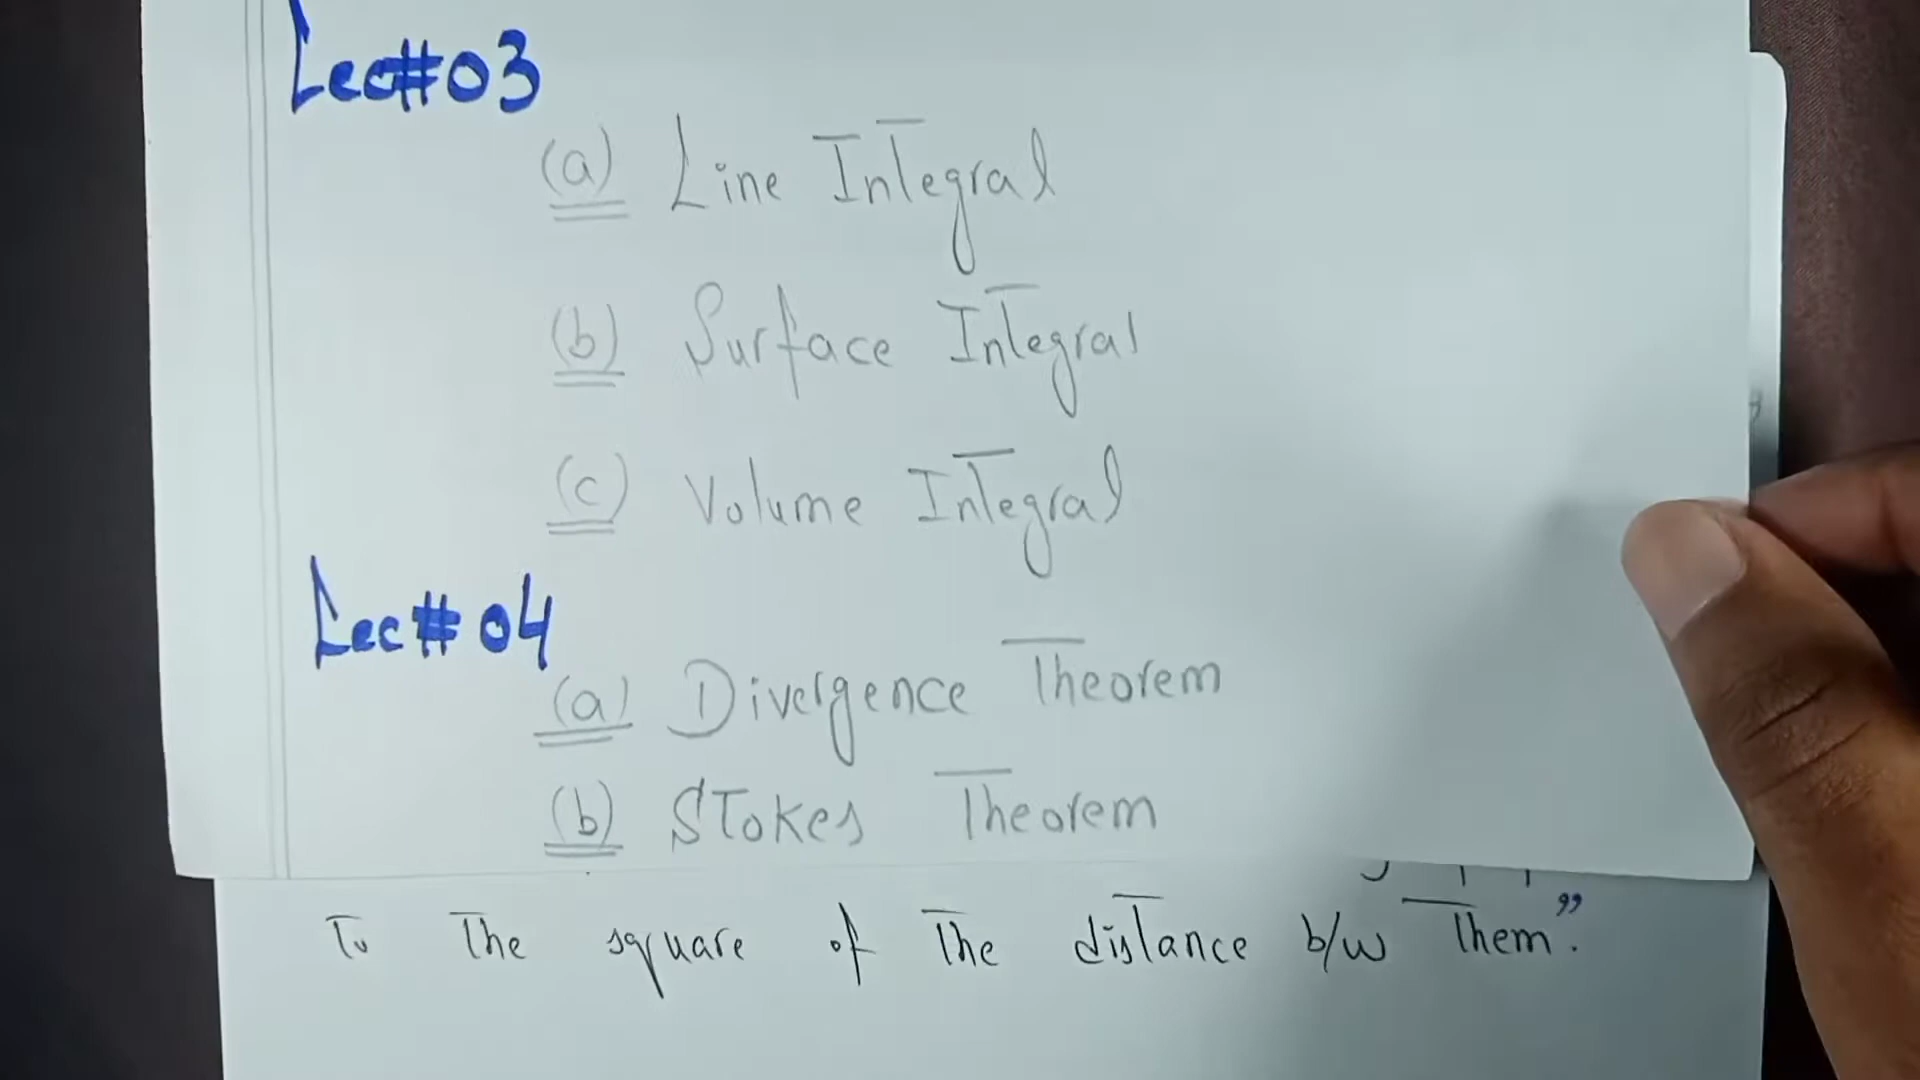 Lec#03
(a) Line Integral
(b) Surface Integral
(c) Volume Integral
Lec# 04
(a) Divergence Theorem
(b) Stokes Theorem
To The square of The distance b/w Them."